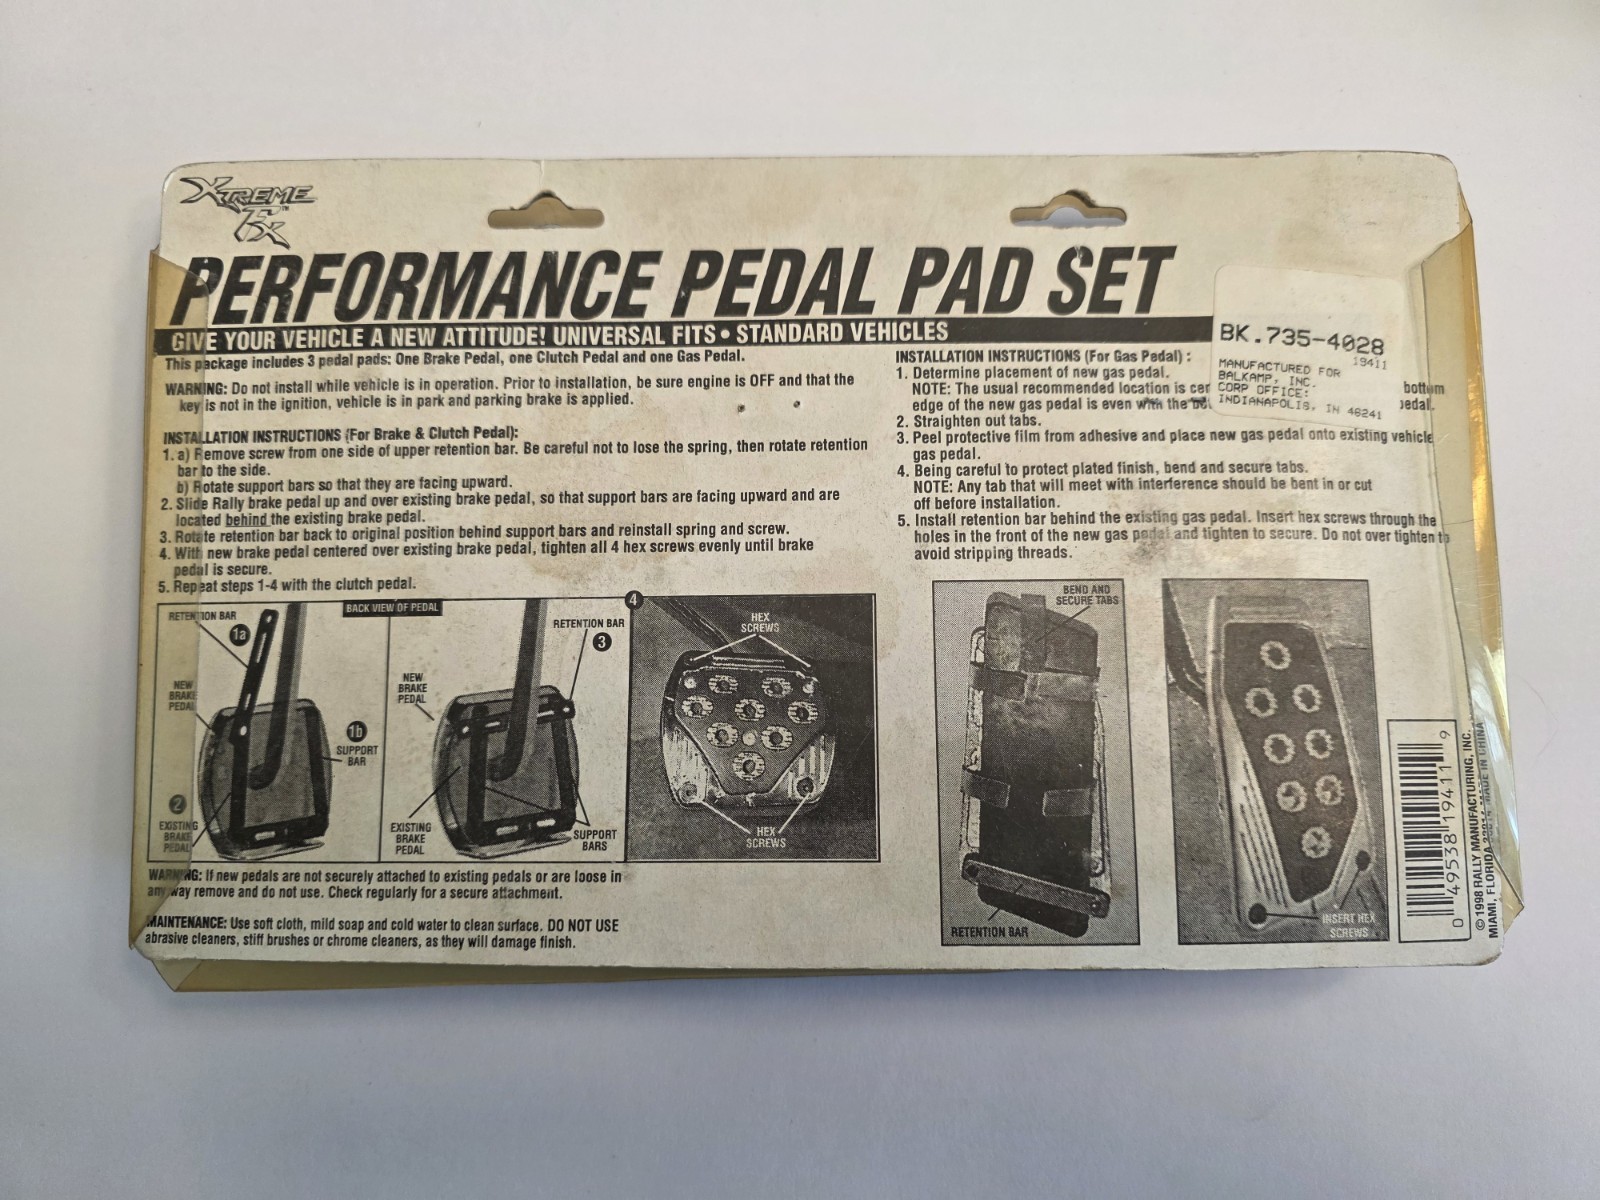 XTREME
Fx™
PERFORMANCE PEDAL PAD SET
GIVE YOUR VEHICLE A NEW ATTITUDE! UNIVERSAL FITS • STANDARD VEHICLES
This package includes 3 pedal pads: One Brake Pedal, one Clutch Pedal and one Gas Pedal.
WARNING: Do not install while vehicle is in operation. Prior to installation, be sure engine is OFF and that the
key is not in the ignition, vehicle is in park and parking brake is applied.
INSTALLATION INSTRUCTIONS (For Brake & Clutch Pedal):
1. a) Remove screw from one side of upper retention bar. Be careful not to lose the spring, then rotate retention
bar to the side.
b) Rotate support bars so that they are facing upward.
2. Slide Rally brake pedal up and over existing brake pedal, so that support bars are facing upward and are
located behind the existing brake pedal.
3. Rotate retention bar back to original position behind support bars and reinstall spring and screw.
4. With new brake pedal centered over existing brake pedal, tighten all 4 hex screws evenly until brake
pedal is secure.
5. Repeat steps 1-4 with the clutch pedal.
BACK VIEW OF PEDAL
RETENTION BAR
1a
NEW
BRAKE
PEDAL
1b
SUPPORT
BAR
2
EXISTING
BRAKE
PEDAL
RETENTION BAR
3
NEW
BRAKE
PEDAL
EXISTING
BRAKE
PEDAL
SUPPORT
BARS
4
HEX
SCREWS
HEX
SCREWS
WARNING: If new pedals are not securely attached to existing pedals or are loose in
any way remove and do not use. Check regularly for a secure attachment.
MAINTENANCE: Use soft cloth, mild soap and cold water to clean surface. DO NOT USE
abrasive cleaners, stiff brushes or chrome cleaners, as they will damage finish.
INSTALLATION INSTRUCTIONS (For Gas Pedal) :
1. Determine placement of new gas pedal.
NOTE: The usual recommended location is bottom
edge of the new gas pedal is even with the
2. Straighten out tabs.
3. Peel protective film from adhesive and place new gas pedal onto existing vehicle
gas pedal.
4. Being careful to protect plated finish, bend and secure tabs.
NOTE: Any tab that will meet with interference should be bent in or cut
off before installation.
5. Install retention bar behind the existing gas pedal. Insert hex screws through the
holes in the front of the new gas pedal and tighten to secure. Do not over tighten to
avoid stripping threads.
BK.735-4028
19411
MANUFACTURED FOR
BALKAMP, INC.
CORP OFFICE:
INDIANAPOLIS, IN 46241
BEND AND
SECURE TABS
RETENTION BAR
INSERT HEX
SCREWS
0 49538 19411 9
© 1998 RALLY MANUFACTURING, INC.
MIAMI, FLORIDA MADE IN CHINA